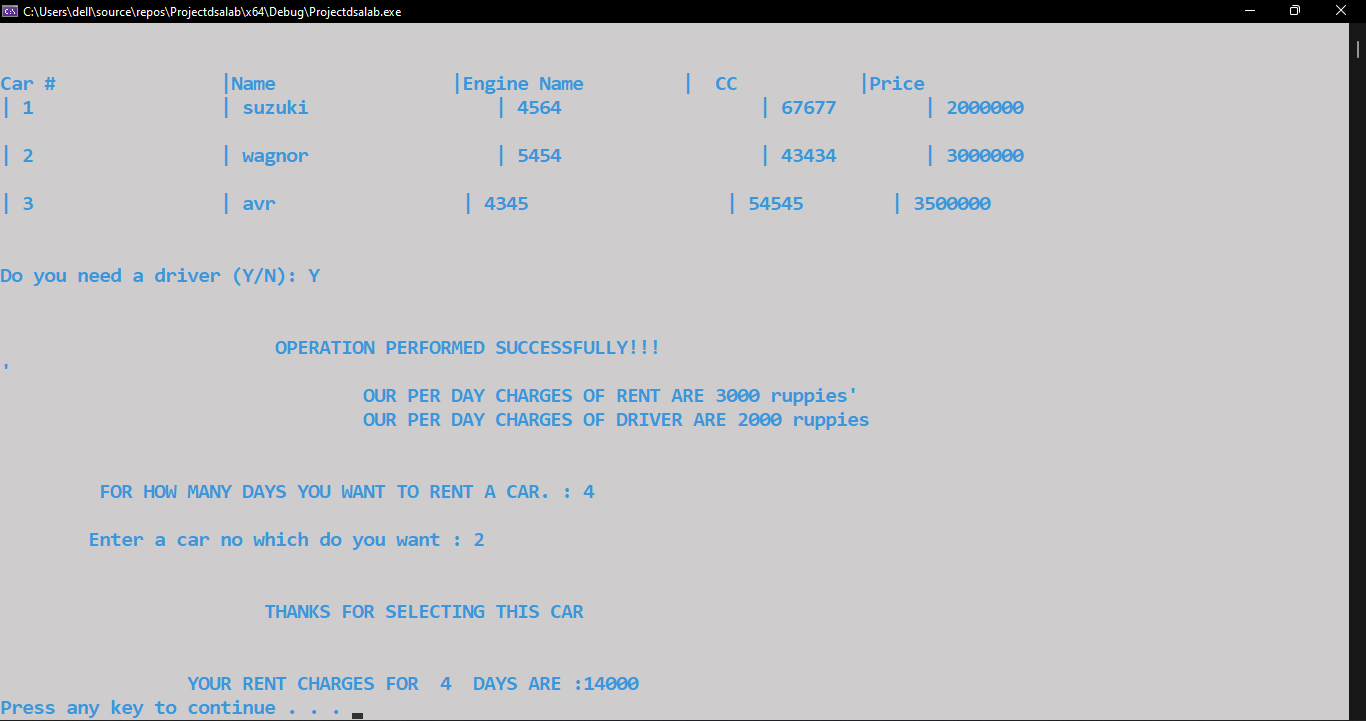 C:\Users\dell\source\repos\Projectdsalab\x64\Debug\Projectdsalab.exe
Car # |Name |Engine Name | CC |Price
| 1 | suzuki | 4564 | 67677 | 2000000
| 2 | wagnor | 5454 | 43434 | 3000000
| 3 | avr | 4345 | 54545 | 3500000
Do you need a driver (Y/N): Y
OPERATION PERFORMED SUCCESSFULLY!!!
'
OUR PER DAY CHARGES OF RENT ARE 3000 ruppies'
OUR PER DAY CHARGES OF DRIVER ARE 2000 ruppies
FOR HOW MANY DAYS YOU WANT TO RENT A CAR. : 4
Enter a car no which do you want : 2
THANKS FOR SELECTING THIS CAR
YOUR RENT CHARGES FOR 4 DAYS ARE :14000
Press any key to continue . . .